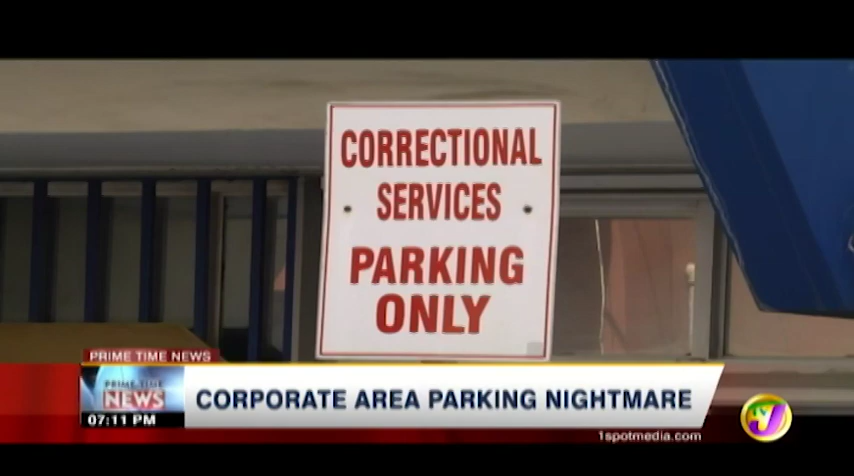 CORRECTIONAL
SERVICES
PARKING
ONLY
PRIME TIME NEWS
PRIME TIME
NEWS
CORPORATE AREA PARKING NIGHTMARE
07:11 PM
1spotmedia.com
TVJ